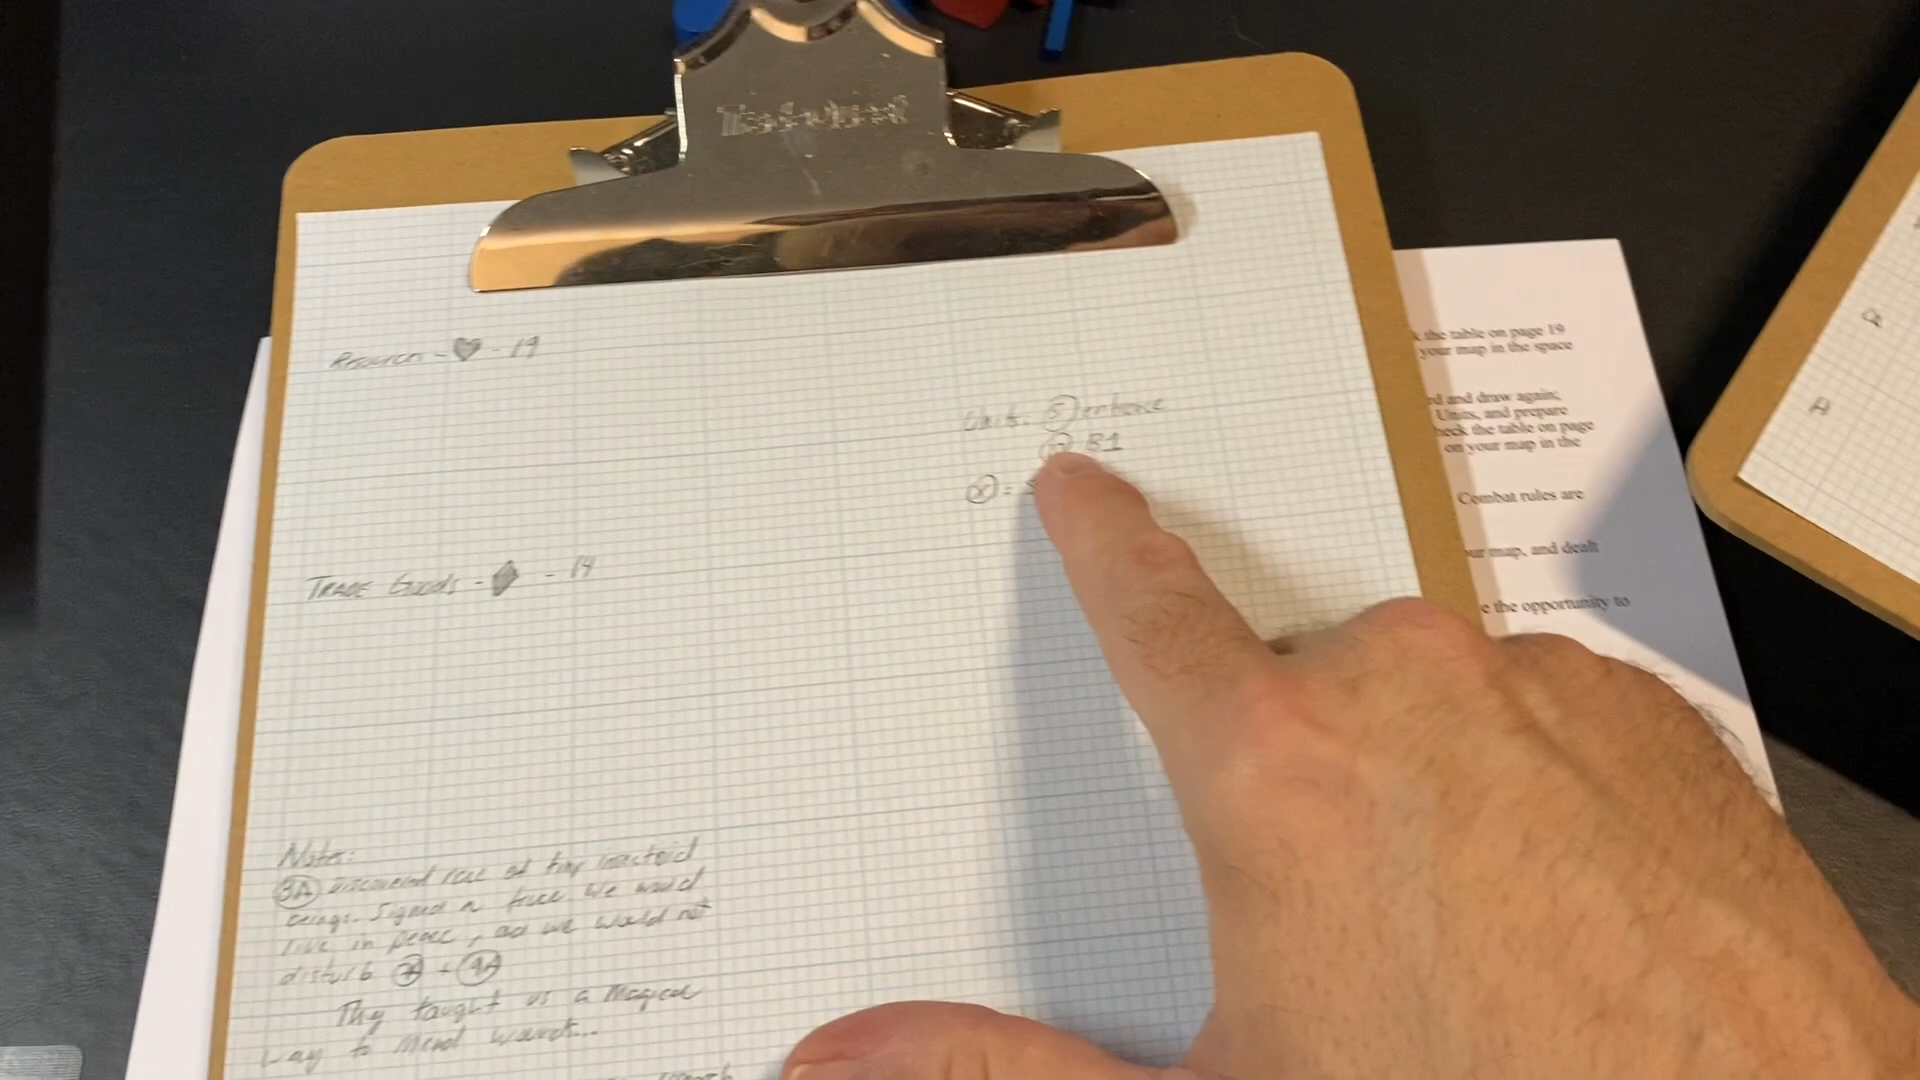 Resources - ♥ - 19
Units: (5) entrance
B1
(x) =
TRADE Goods - ♦ - 14
Notes:
(3A) Discovered race of tiny insectoid
beings. Signed a truce. We would
live in peace, as we would not
disturb + (4A)
They taught us a magical
way to mend wounds...
the table on page 19
your map in the space
and draw again;
Units, and prepare
the table on page
on your map in the
Combat rules are
map, and dealt
e the opportunity to
A